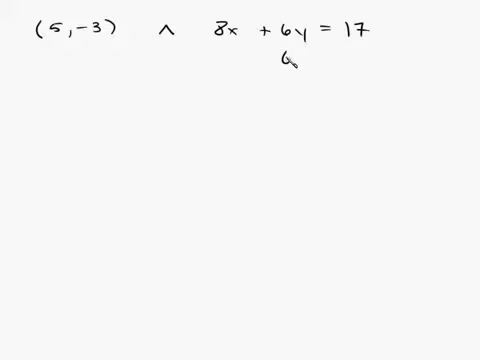 (5, -3) ^ 8x + 6y = 17
6